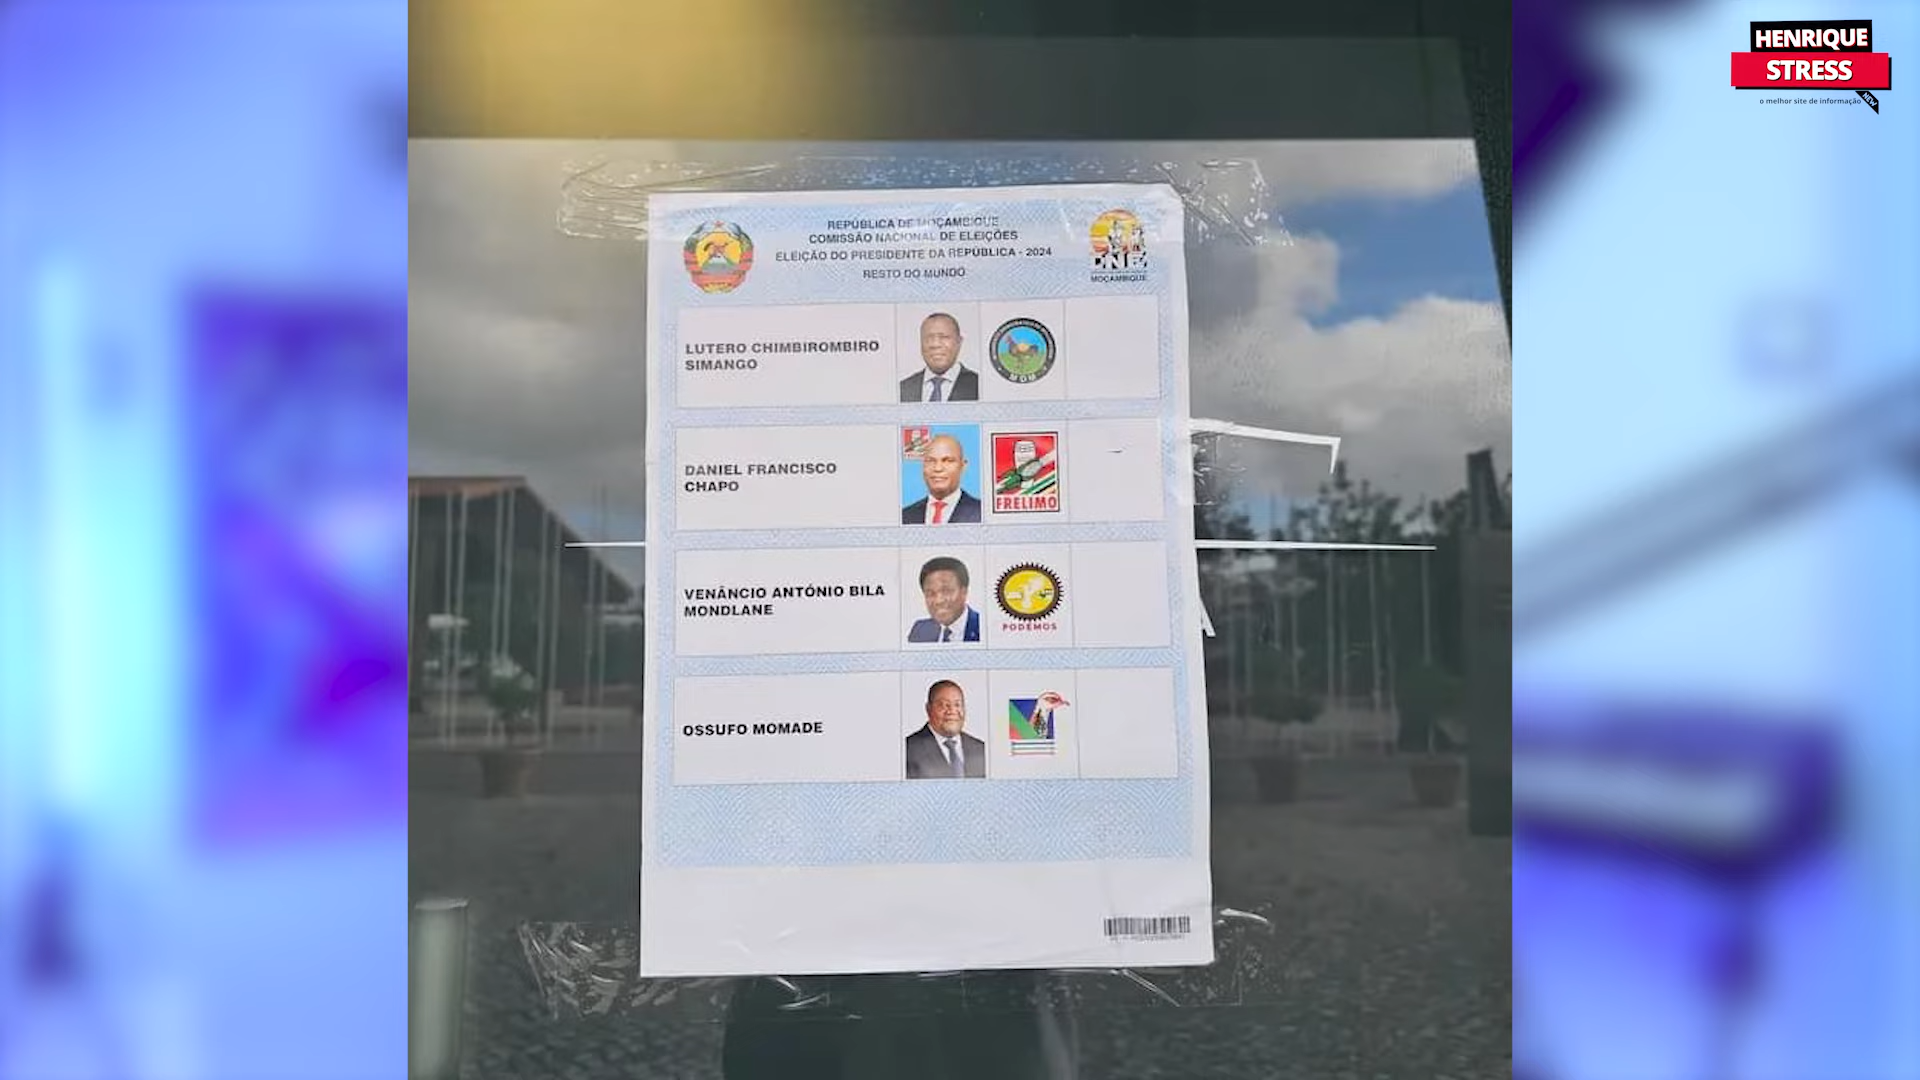 HENRIQUE
STRESS
o melhor site de informação
NEW
REPÚBLICA DE MOÇAMBIQUE
COMISSÃO NACIONAL DE ELEIÇÕES
ELEIÇÃO DO PRESIDENTE DA REPÚBLICA - 2024
RESTO DO MUNDO
MOÇAMBIQUE
LUTERO CHIMBIROMBIRO
SIMANGO
MDM
DANIEL FRANCISCO
CHAPO
FRELIMO
VENÂNCIO ANTÓNIO BILA
MONDLANE
PODEMOS
OSSUFO MOMADE